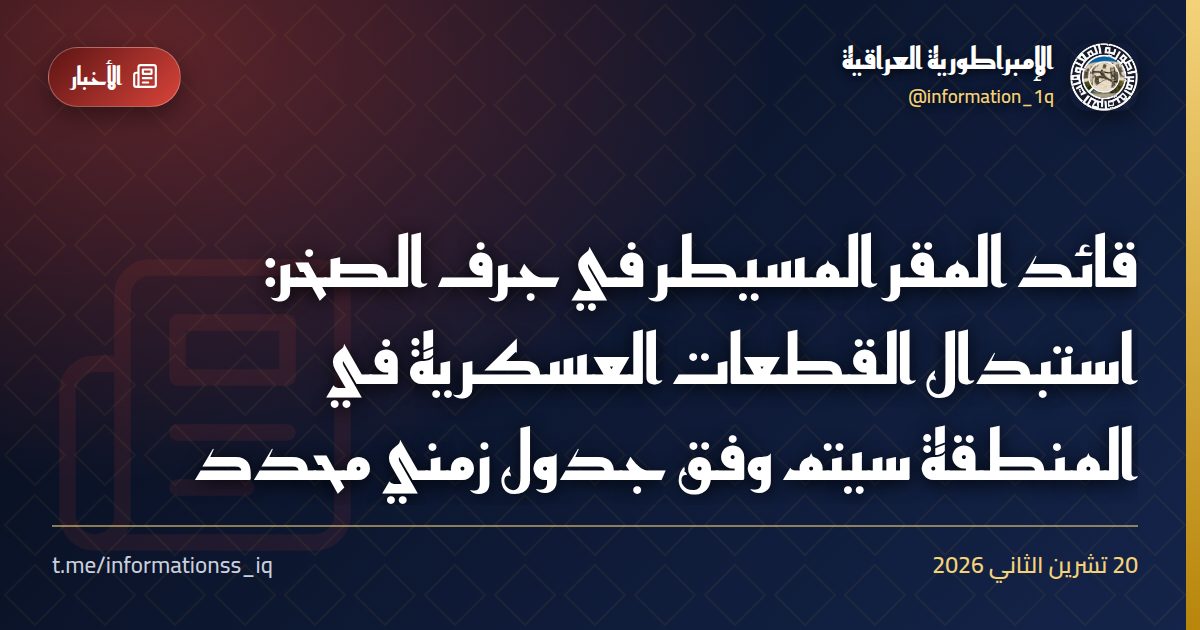 الإمبراطورية العراقية
@information_1q
الأخبار
قائد المقر المسيطر في جرف الصخر:
استبدال القطعات العسكرية في
المنطقة سيتم وفق جدول زمني محدد
20 تشرين الثاني 2026
t.me/informationss_iq